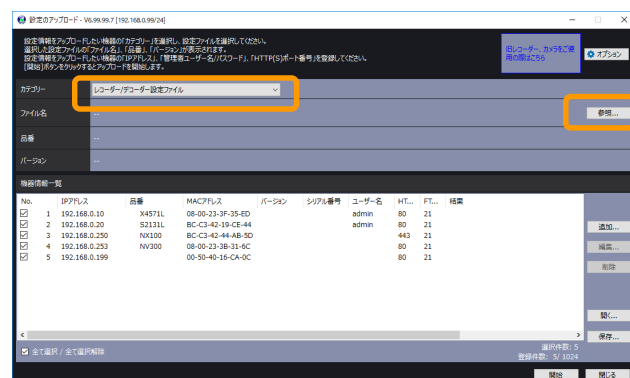 設定のアップロード - V6.99.99.7 [192.168.0.99/24]
設定情報をアップロードしたい機器の「カテゴリー」を選択し、設定ファイルを選択してください。
選択した設定ファイルの「ファイル名」、「品番」、「バージョン」が表示されます。
設定情報をアップロードしたい機器の「IPアドレス」、「管理者ユーザー名/パスワード」、「HTTP(S)ポート番号」を登録してください。
[開始]ボタンをクリックするとアップロードを開始します。
旧レコーダー、カメラをご使用の際はこちら
オプション
カテゴリー レコーダー/デコーダー設定ファイル
ファイル名 -- 参照...
品番 --
バージョン --
機器情報一覧
No. IPアドレス 品番 MACアドレス バージョン シリアル番号 ユーザー名 HT... FT... 結果
1 192.168.0.10 X4571L 08-00-23-3F-35-ED admin 80 21
2 192.168.0.20 S2131L BC-C3-42-19-CE-44 admin 80 21
3 192.168.0.250 NX100 BC-C3-42-44-AB-5D 443 21
4 192.168.0.253 NV300 08-00-23-3B-31-6C 80 21
5 192.168.0.199 00-50-40-16-CA-0C 80 21
追加...
編集...
削除
開く...
保存...
全て選択 / 全て選択解除
選択件数: 5
登録件数: 5/ 1024
開始 閉じる